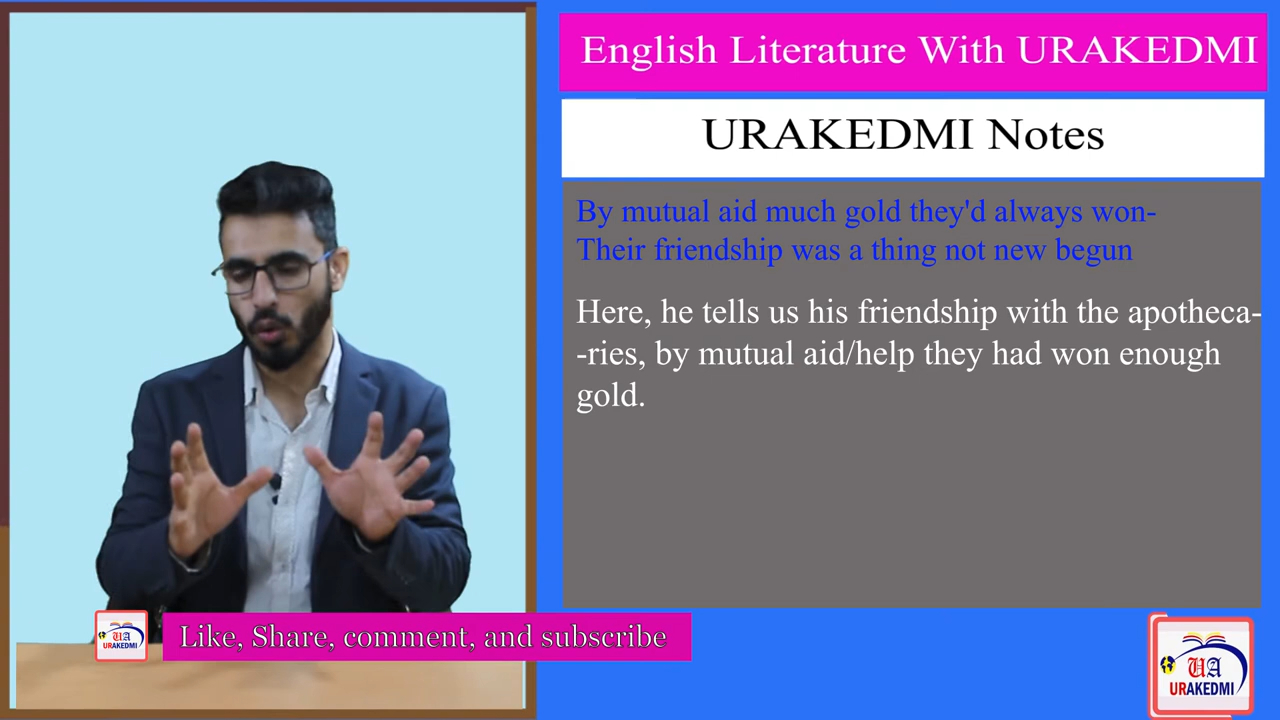 English Literature With URAKEDMI
URAKEDMI Notes
By mutual aid much gold they'd always won-
Their friendship was a thing not new begun
Here, he tells us his friendship with the apotheca-
-ries, by mutual aid/help they had won enough
gold.
Like, Share, comment, and subscribe
UA
URAKEDMI
UA
URAKEDMI